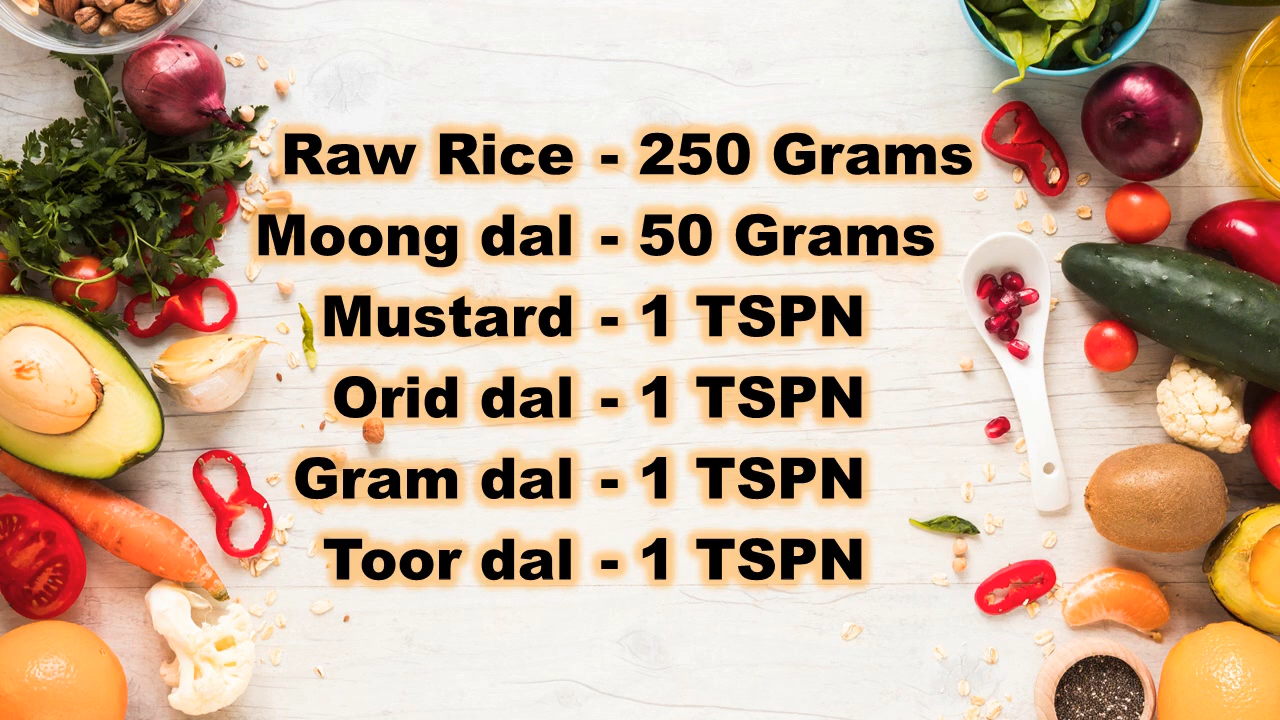 Raw Rice - 250 Grams
Moong dal - 50 Grams
Mustard - 1 TSPN
Orid dal - 1 TSPN
Gram dal - 1 TSPN
Toor dal - 1 TSPN